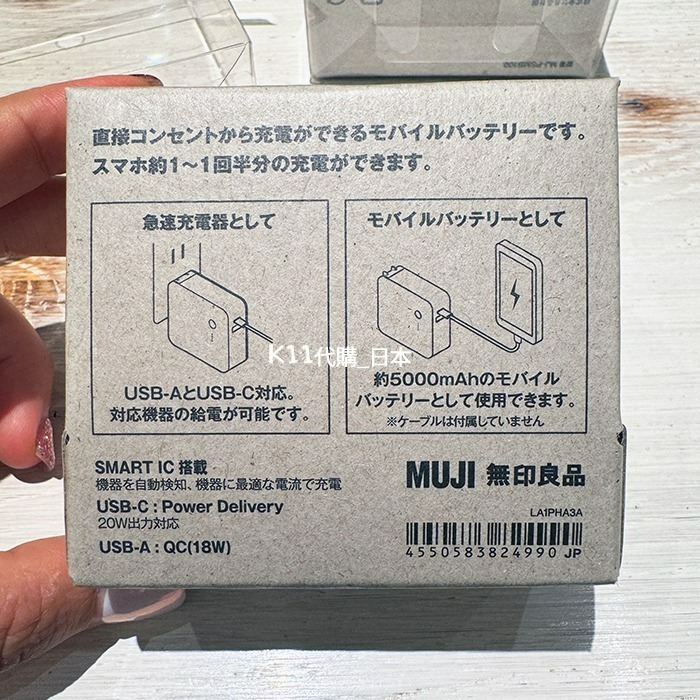 直接コンセントから充電ができるモバイルバッテリーです。
スマホ約1～1回半分の充電ができます。
急速充電器として
モバイルバッテリーとして
K11代購_日本
USB-AとUSB-C対応。
対応機器の給電が可能です。
約5000mAhのモバイル
バッテリーとして使用できます。
※ケーブルは付属していません
SMART IC 搭載
機器を自動検知、機器に最適な電流で充電
USB-C : Power Delivery
20W出力対応
USB-A : QC(18W)
MUJI 無印良品
LA1PHA3A
4550583824990 JP